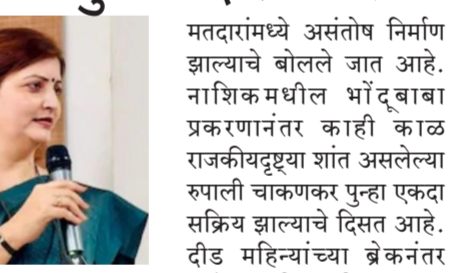 मतदारांमध्ये असंतोष निर्माण
झाल्याचे बोलले जात आहे.
नाशिकमधील भोंदूबाबा
प्रकरणानंतर काही काळ
राजकीयदृष्ट्या शांत असलेल्या
रुपाली चाकणकर पुन्हा एकदा
सक्रिय झाल्याचे दिसत आहे.
दीड महिन्यांच्या ब्रेकनंतर